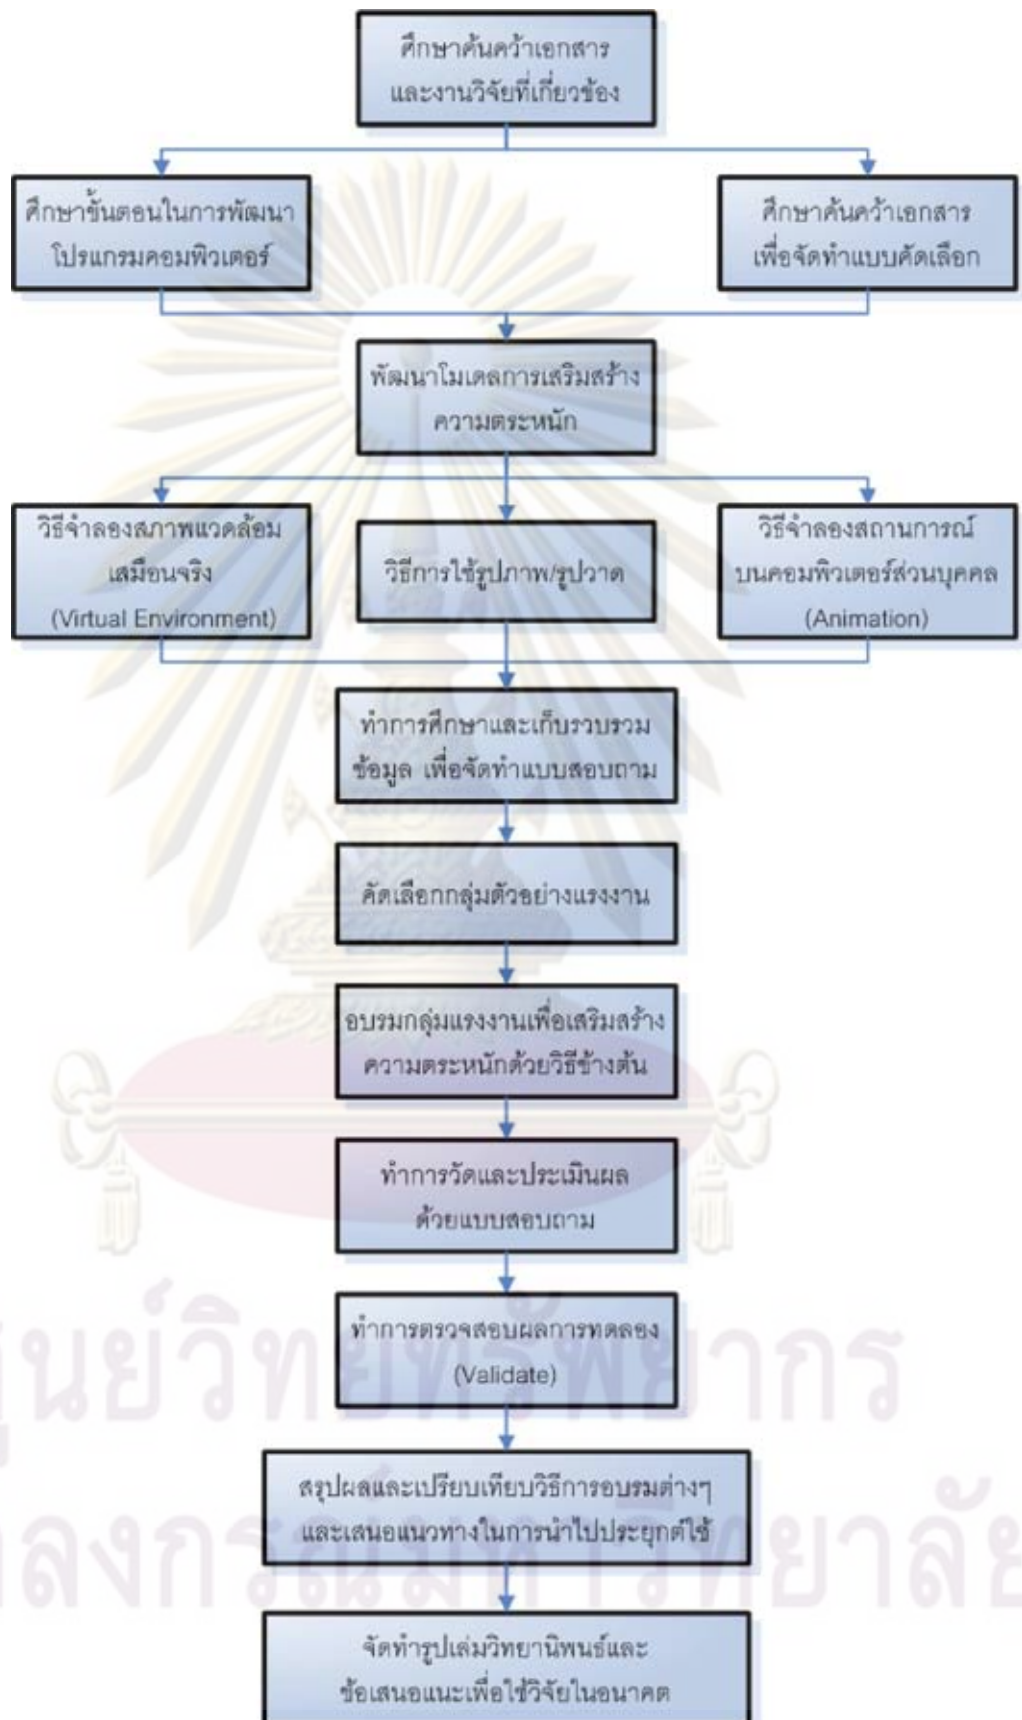 ศึกษาค้นคว้าเอกสาร
และงานวิจัยที่เกี่ยวข้อง
ศึกษาขั้นตอนในการพัฒนา
โปรแกรมคอมพิวเตอร์
ศึกษาค้นคว้าเอกสาร
เพื่อจัดทำแบบคัดเลือก
พัฒนาโมเดลการเสริมสร้าง
ความตระหนัก
วิธีจำลองสภาพแวดล้อม
เสมือนจริง
(Virtual Environment)
วิธีการใช้รูปภาพ/รูปวาด
วิธีจำลองสถานการณ์
บนคอมพิวเตอร์ส่วนบุคคล
(Animation)
ทำการศึกษาและเก็บรวบรวม
ข้อมูล เพื่อจัดทำแบบสอบถาม
คัดเลือกกลุ่มตัวอย่างแรงงาน
อบรมกลุ่มแรงงานเพื่อเสริมสร้าง
ความตระหนักด้วยวิธีข้างต้น
ทำการวัดและประเมินผล
ด้วยแบบสอบถาม
ทำการตรวจสอบผลการทดลอง
(Validate)
สรุปผลและเปรียบเทียบวิธีการอบรมต่างๆ
และเสนอแนวทางในการนำไปประยุกต์ใช้
จัดทำรูปเล่มวิทยานิพนธ์และ
ข้อเสนอแนะเพื่อใช้วิจัยในอนาคต